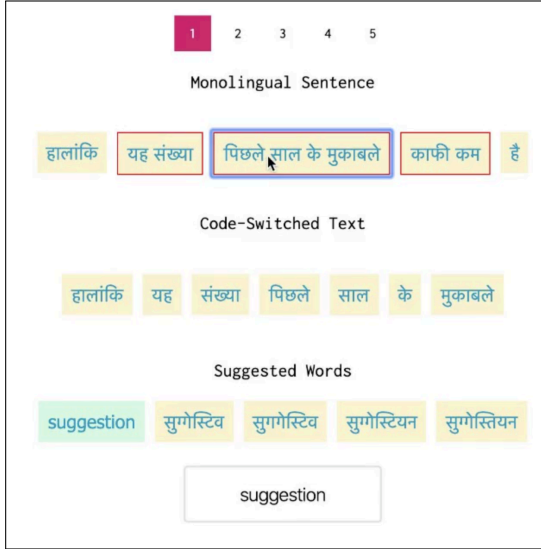 1 2 3 4 5
Monolingual Sentence
हालांकि यह संख्या पिछले साल के मुकाबले काफी कम है
Code-Switched Text
हालांकि यह संख्या पिछले साल के मुकाबले
Suggested Words
suggestion सुग्गेस्टिव सुगगेस्टिव सुग्गेस्टियन सुग्गेस्तियन
suggestion